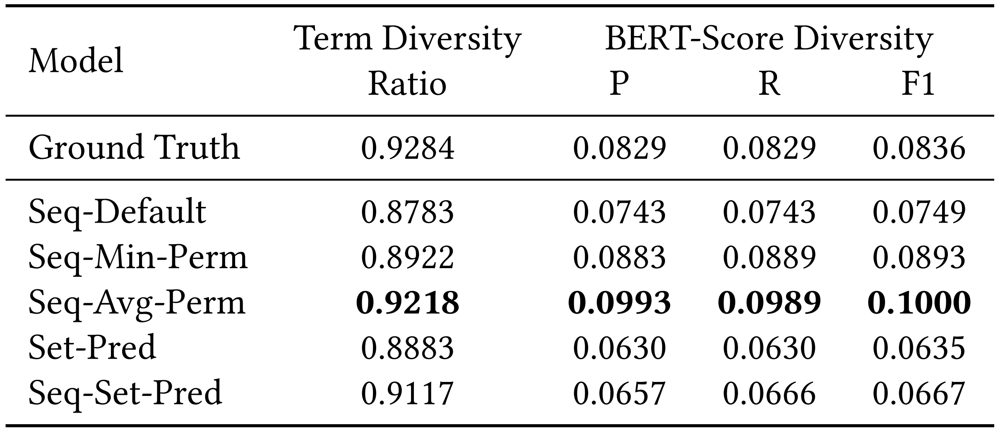 Model Term Diversity BERT-Score Diversity
Ratio P R F1
Ground Truth 0.9284 0.0829 0.0829 0.0836
Seq-Default 0.8783 0.0743 0.0743 0.0749
Seq-Min-Perm 0.8922 0.0883 0.0889 0.0893
Seq-Avg-Perm 0.9218 0.0993 0.0989 0.1000
Set-Pred 0.8883 0.0630 0.0630 0.0635
Seq-Set-Pred 0.9117 0.0657 0.0666 0.0667